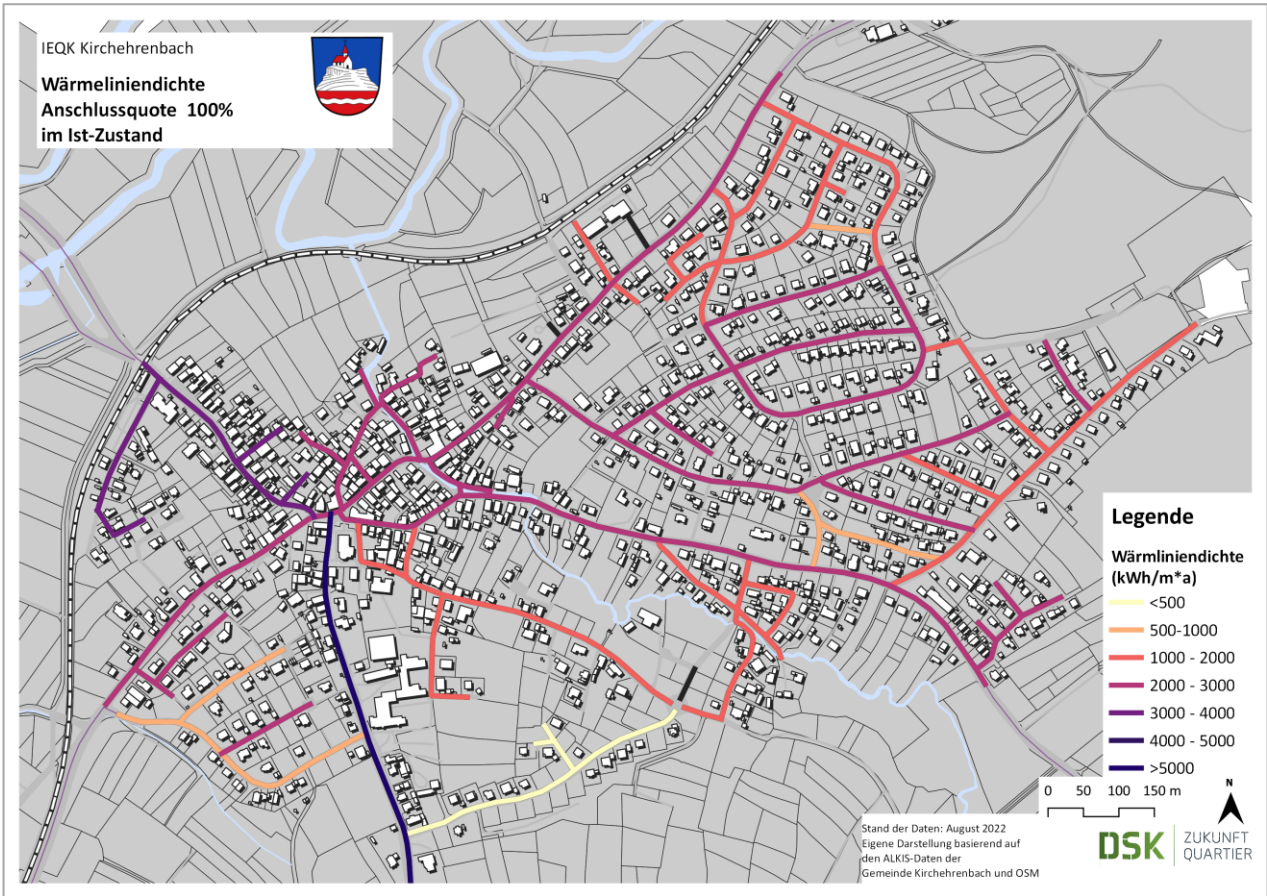 IEQK Kirchehrenbach
Wärmeliniendichte
Anschlussquote 100%
im Ist-Zustand
Legende
Wärmliniendichte
(kWh/m*a)
<500
500-1000
1000 - 2000
2000 - 3000
3000 - 4000
4000 - 5000
>5000
0 50 100 150 m
N
Stand der Daten: August 2022
Eigene Darstellung basierend auf
den ALKIS-Daten der
Gemeinde Kirchehrenbach und OSM
DSK
ZUKUNFT
QUARTIER